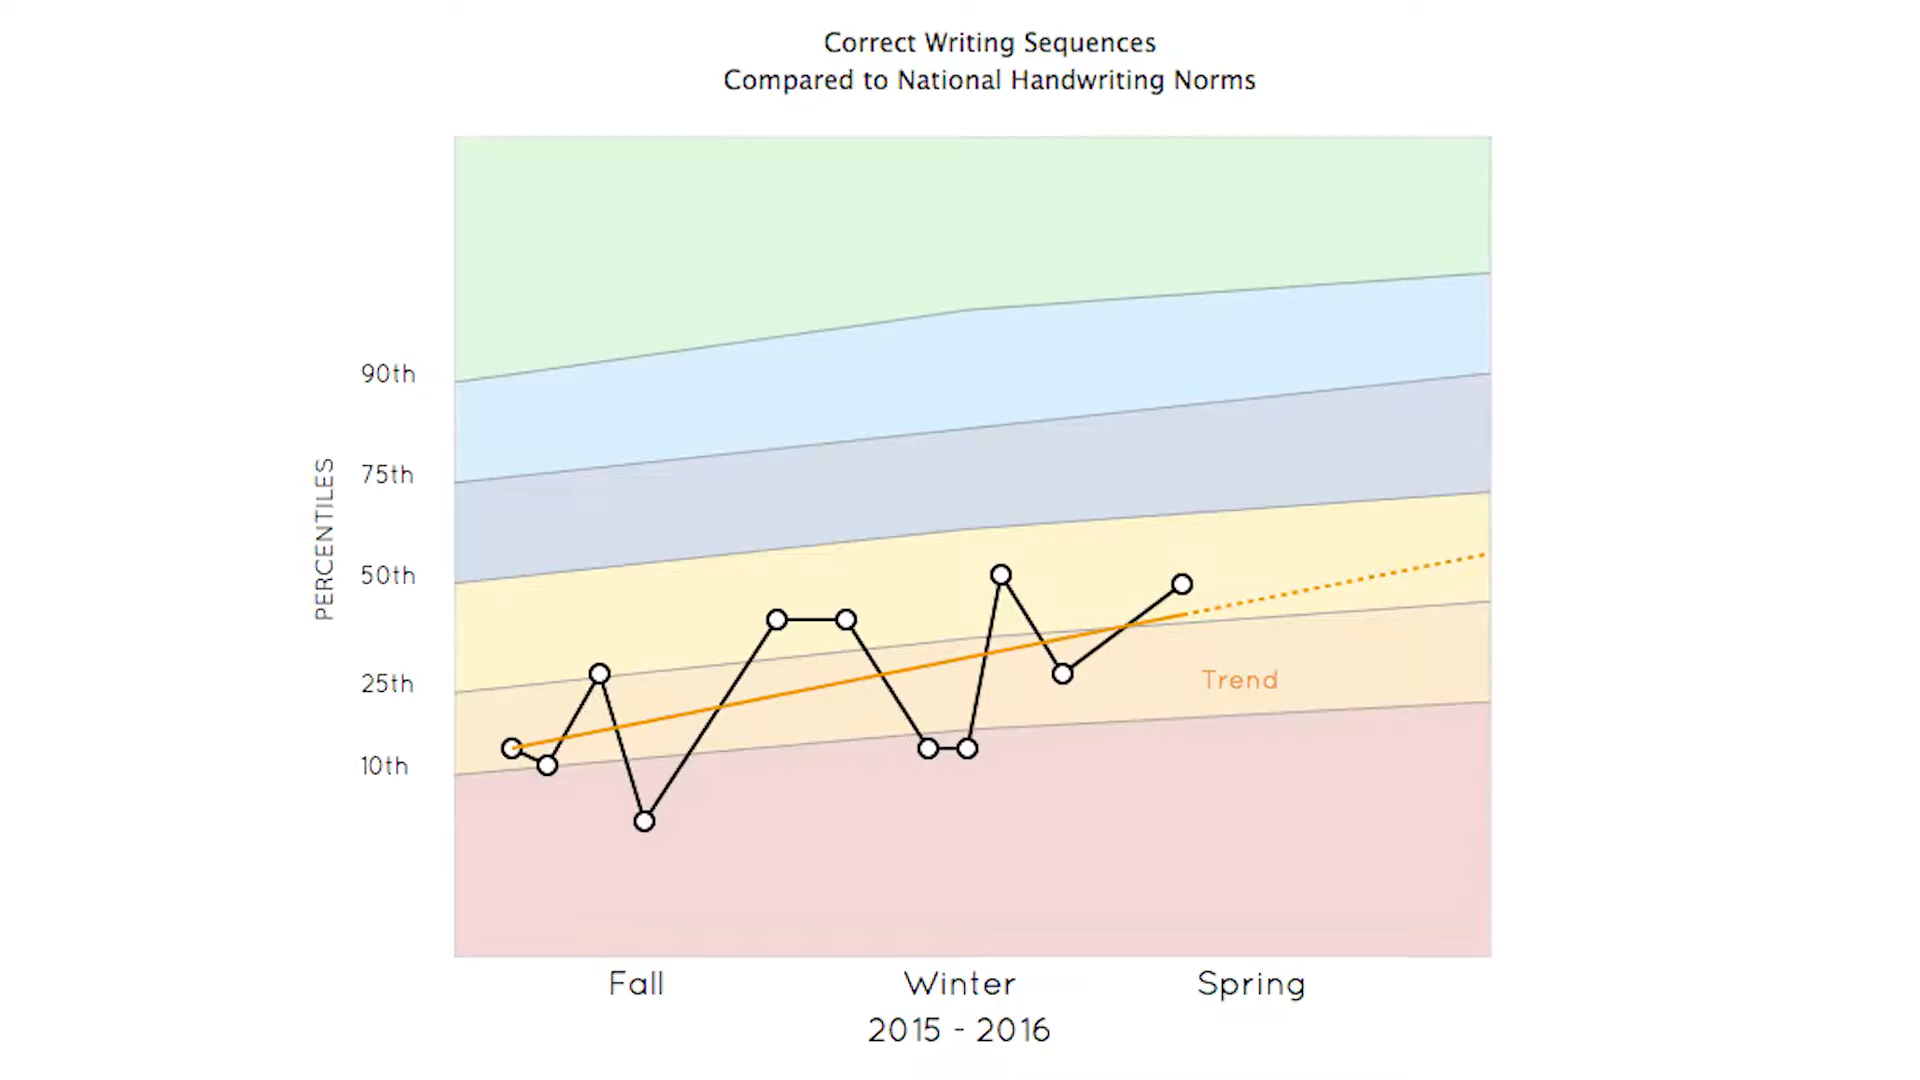 Correct Writing Sequences
Compared to National Handwriting Norms
PERCENTILES
90th
75th
50th
25th
10th
Trend
Fall
Winter
Spring
2015 - 2016